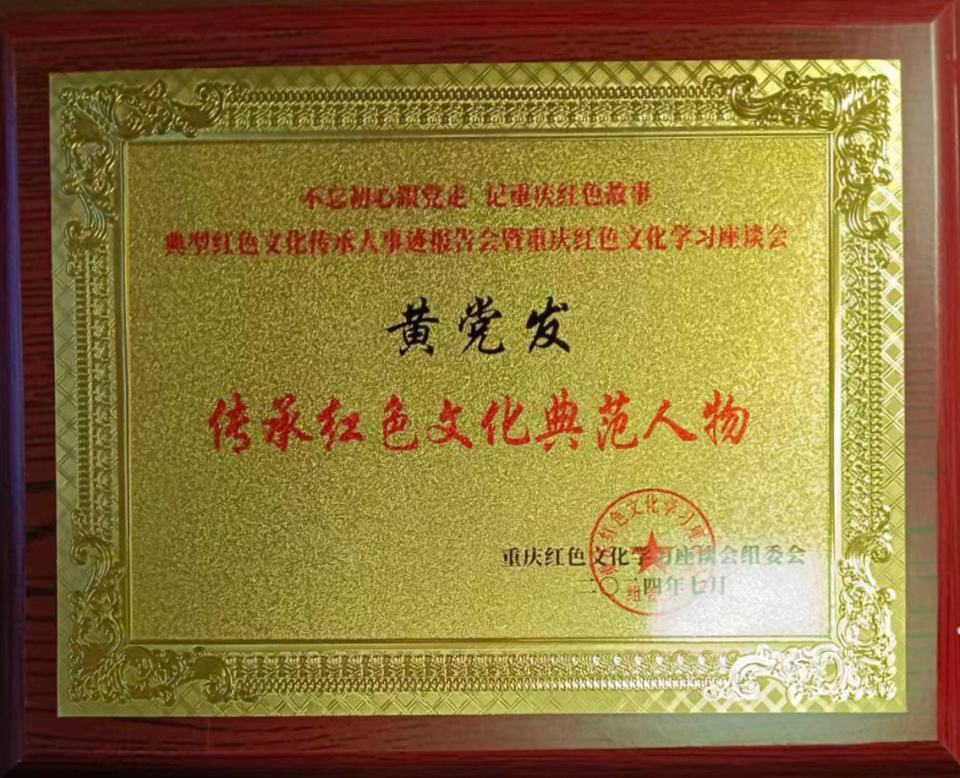 不忘初心跟党走 记重庆红色故事
典型红色文化传承人事迹报告会暨重庆红色文化学习座谈会
黄党发
传承红色文化典范人物
重庆红色文化学习座谈会组委会
二〇二四年七月